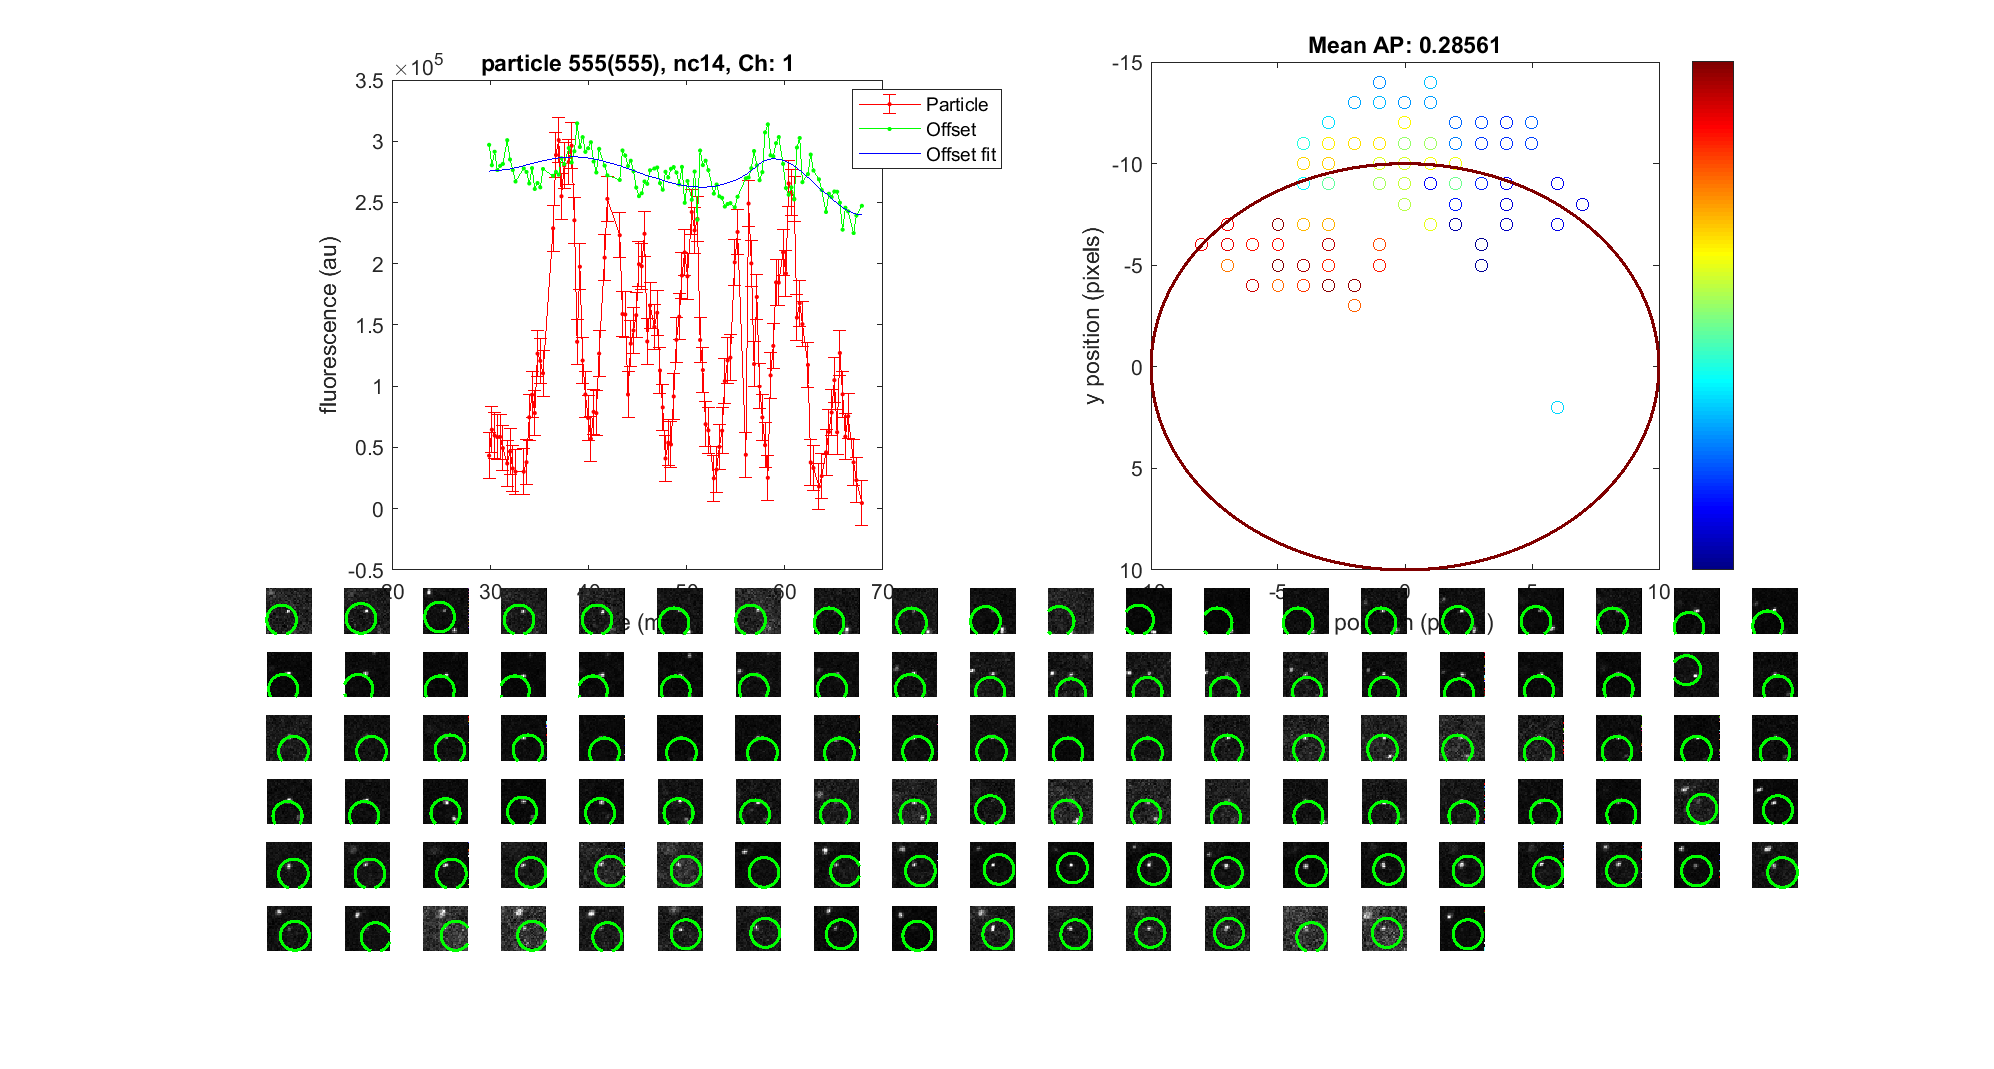 particle 555(555), nc14, Ch: 1
×10^5
3.5
3
2.5
2
1.5
1
0.5
0
-0.5
fluorescence (au)
20 30 40 50 60 70
Particle
Offset
Offset fit
Mean AP: 0.28561
-15
-10
-5
0
5
10
y position (pixels)
-5 0 5 10